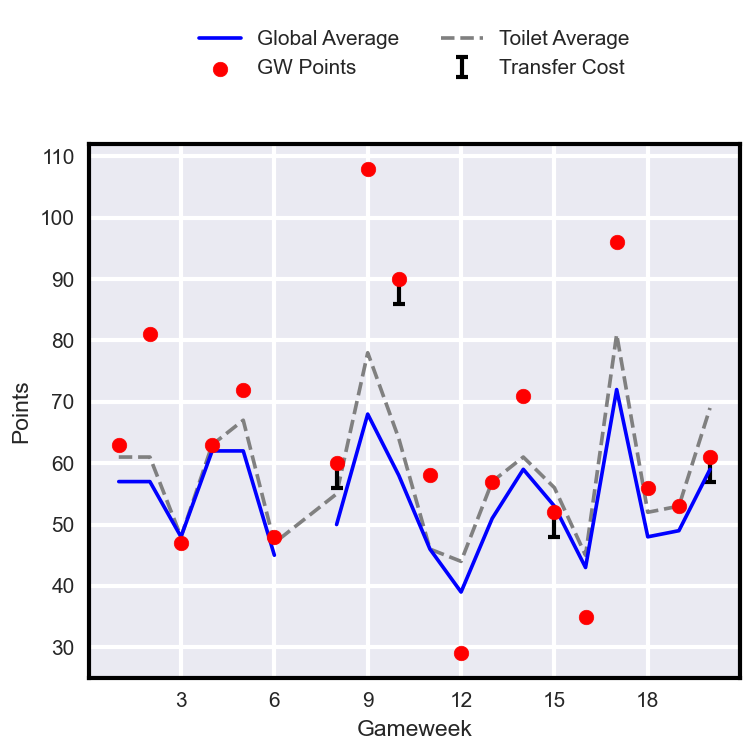 Global Average
GW Points
Toilet Average
Transfer Cost
110
100
90
80
70
60
50
40
30
Points
3 6 9 12 15 18
Gameweek